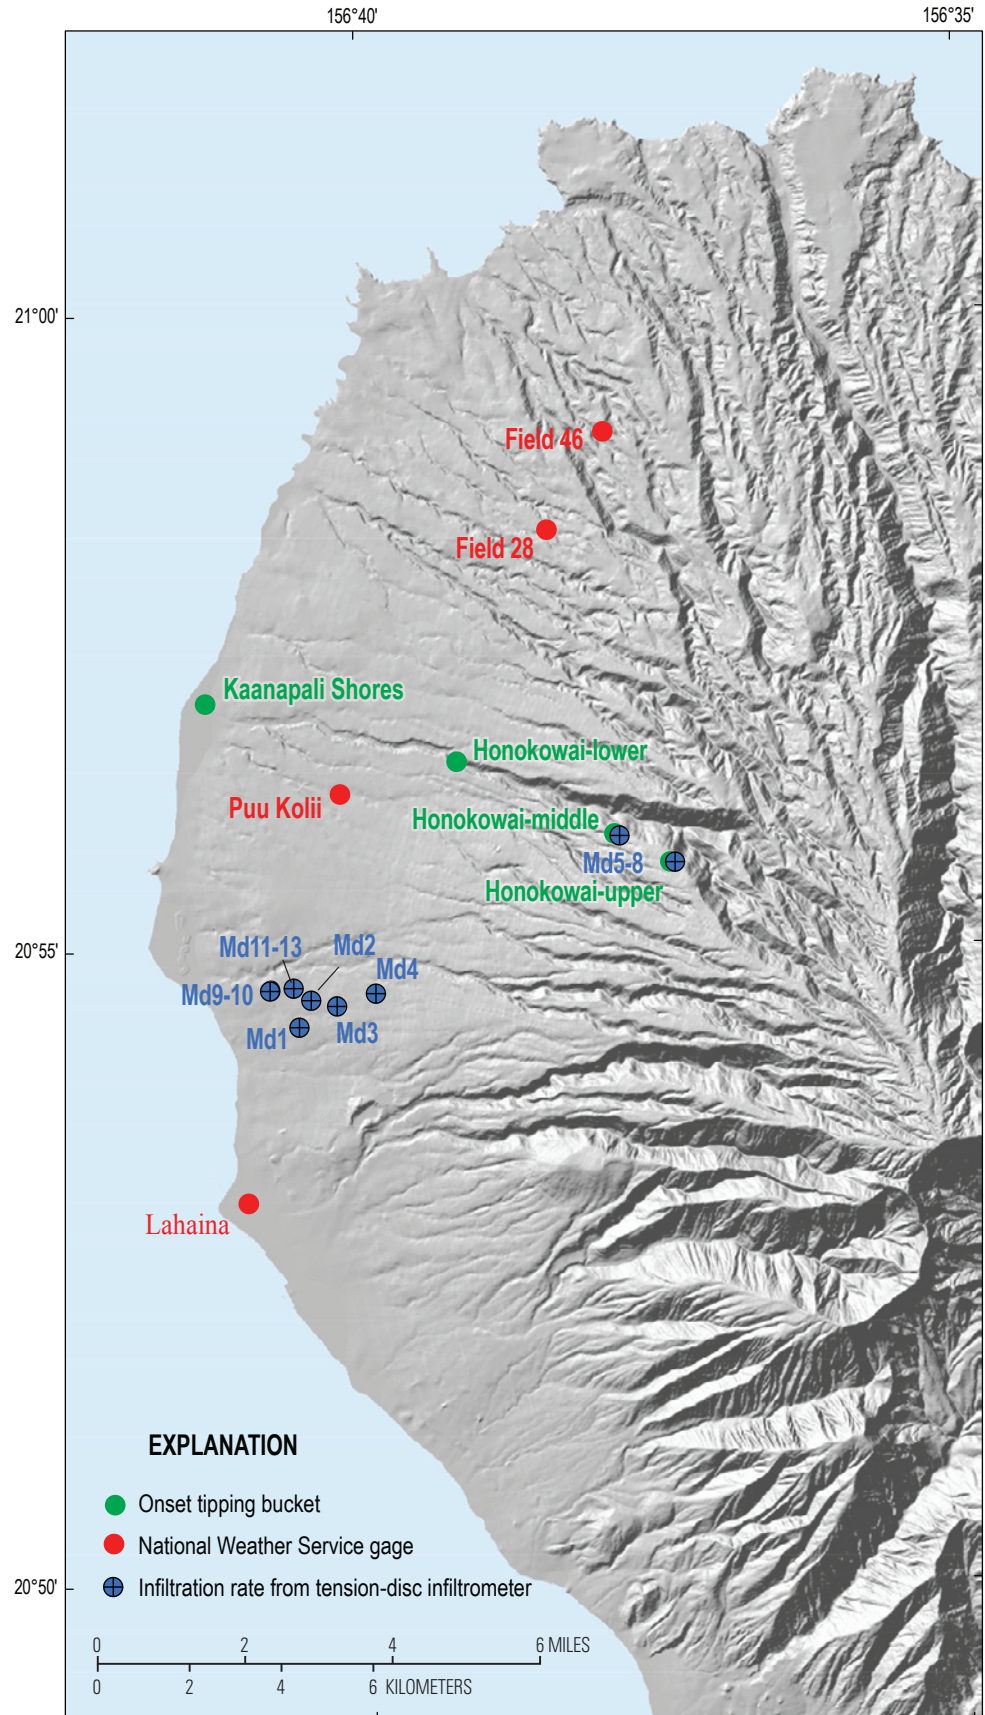 156°40'
156°35'
21°00'
Field 46
Field 28
Kaanapali Shores
Honokowai-lower
Puu Kolii
Honokowai-middle
Md5-8
Honokowai-upper
20°55'
Md11-13
Md2
Md4
Md9-10
Md1
Md3
Lahaina
EXPLANATION
Onset tipping bucket
National Weather Service gage
Infiltration rate from tension-disc infiltrometer
20°50'
0 2 4 6 MILES
0 2 4 6 KILOMETERS